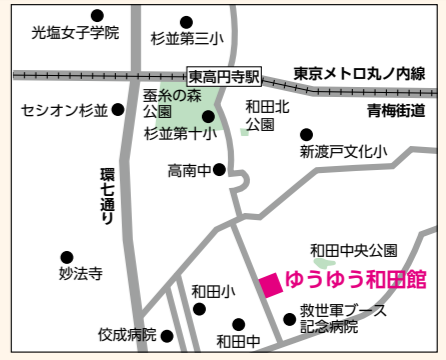 光塩女子学院
杉並第三小
東高円寺駅
東京メトロ丸ノ内線
青梅街道
蚕糸の森
公園
セシオン杉並
杉並第十小
和田北
公園
新渡戸文化小
高南中
環七通り
和田中央公園
妙法寺
ゆうゆう和田館
和田小
救世軍ブース
記念病院
佼成病院
和田中